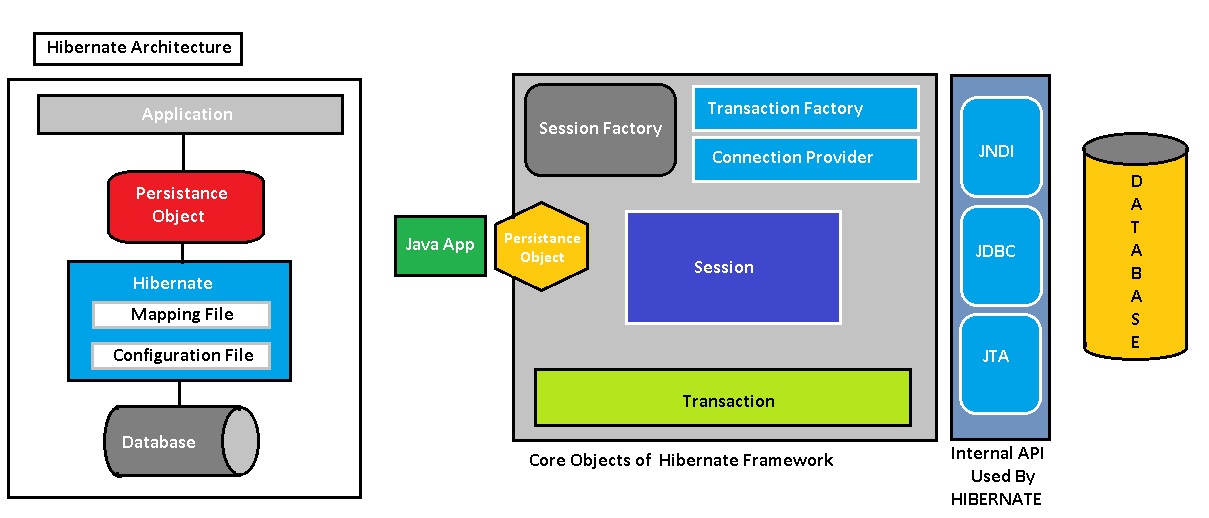 Hibernate Architecture
Application
Persistance
Object
Hibernate
Mapping File
Configuration File
Database
Java App
Persistance
Object
Session Factory
Transaction Factory
Connection Provider
Session
Transaction
Core Objects of Hibernate Framework
JNDI
JDBC
JTA
Internal API
Used By
HIBERNATE
D
A
T
A
B
A
S
E